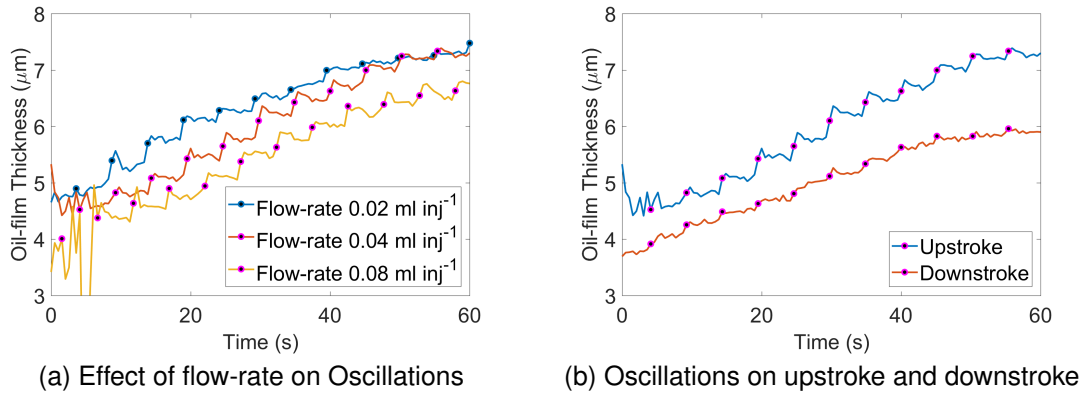 8
7
6
5
4
3
Oil-film Thickness (μm)
0
20
40
60
Time (s)
Flow-rate 0.02 ml inj-1
Flow-rate 0.04 ml inj-1
Flow-rate 0.08 ml inj-1
(a) Effect of flow-rate on Oscillations
8
7
6
5
4
3
Oil-film Thickness (μm)
0
20
40
60
Time (s)
Upstroke
Downstroke
(b) Oscillations on upstroke and downstroke